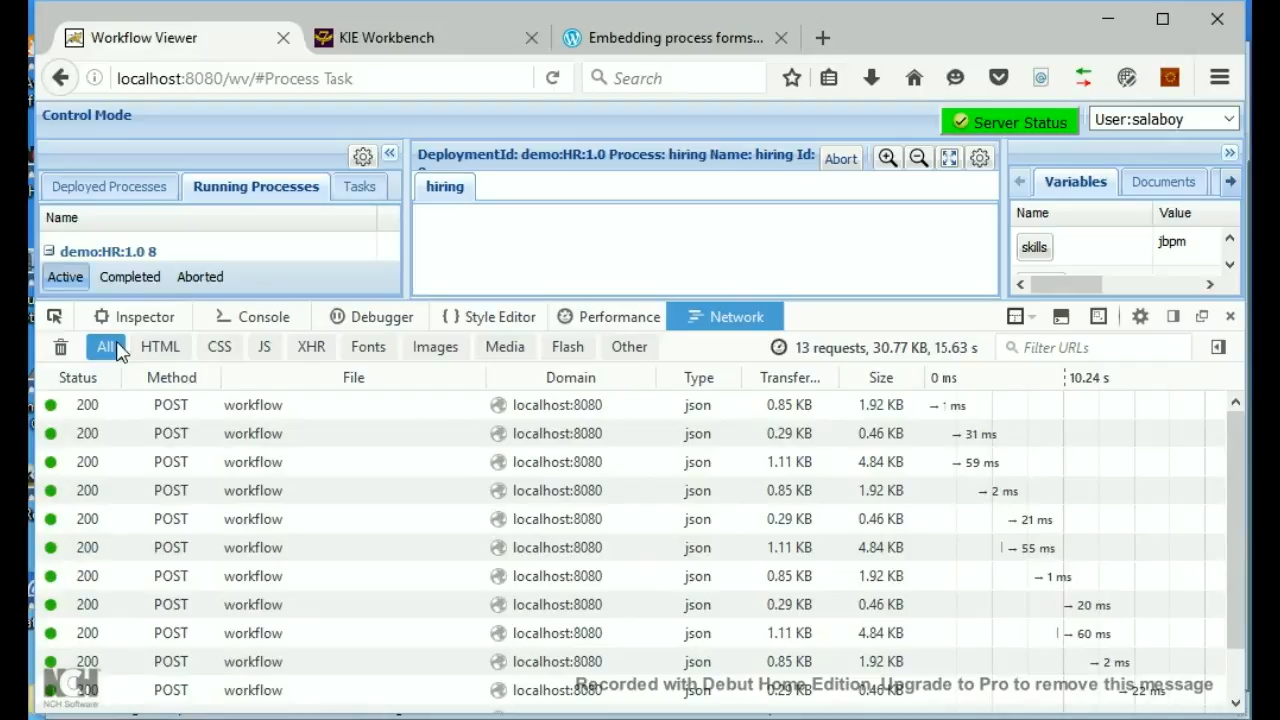 Workflow Viewer
KIE Workbench
Embedding process forms...
localhost:8080/wv/#Process Task
Search
Control Mode
Server Status
User:salaboy
DeploymentId: demo:HR:1.0 Process: hiring Name: hiring Id:
Abort
Deployed Processes Running Processes Tasks
hiring
Variables Documents
Name
Name Value
demo:HR:1.0 8
skills jbpm
Active Completed Aborted
Inspector Console Debugger Style Editor Performance Network
All HTML CSS JS XHR Fonts Images Media Flash Other 13 requests, 30.77 KB, 15.63 s Filter URLs
Status Method File Domain Type Transfer... Size 0 ms 10.24 s
200 POST workflow localhost:8080 json 0.85 KB 1.92 KB → 1 ms
200 POST workflow localhost:8080 json 0.29 KB 0.46 KB → 31 ms
200 POST workflow localhost:8080 json 1.11 KB 4.84 KB → 59 ms
200 POST workflow localhost:8080 json 0.85 KB 1.92 KB → 2 ms
200 POST workflow localhost:8080 json 0.29 KB 0.46 KB → 21 ms
200 POST workflow localhost:8080 json 1.11 KB 4.84 KB → 55 ms
200 POST workflow localhost:8080 json 0.85 KB 1.92 KB → 1 ms
200 POST workflow localhost:8080 json 0.29 KB 0.46 KB → 20 ms
200 POST workflow localhost:8080 json 1.11 KB 4.84 KB → 60 ms
200 POST workflow localhost:8080 json 0.85 KB 1.92 KB → 2 ms
POST workflow localhost:8080 json 0.46 KB → 22 ms
NCH
NCH Software
Recorded with Debut Home Edition. Upgrade to Pro to remove this message